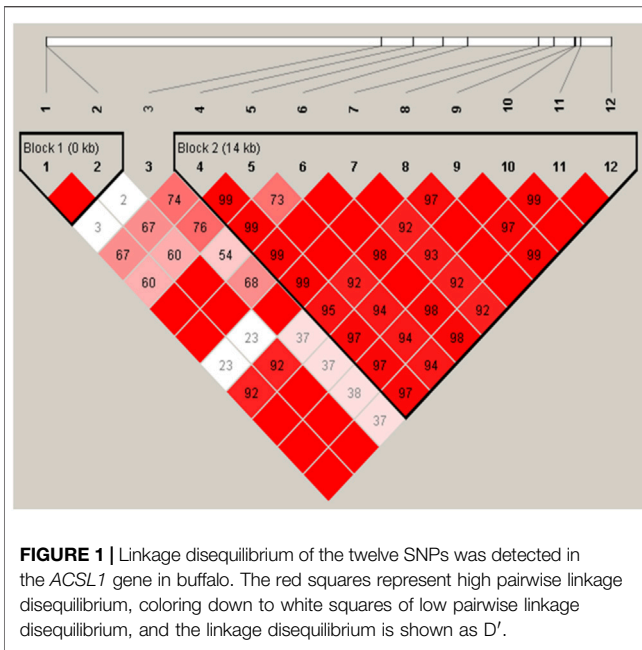 1 2 3 4 5 6 7 8 9 10 11 12
Block 1 (0 kb) Block 2 (14 kb)
1 2 3 4 5 6 7 8 9 10 11 12
2 74 99 73 97 99
3 67 76 99 92 97
67 60 54 99 98 93 99
60 68 99 92 92
95 94 98 92
23 37 97 94 98
23 92 37 97 94
92 38 97
37
FIGURE 1 | Linkage disequilibrium of the twelve SNPs was detected in
the ACSL1 gene in buffalo. The red squares represent high pairwise linkage
disequilibrium, coloring down to white squares of low pairwise linkage
disequilibrium, and the linkage disequilibrium is shown as D′.